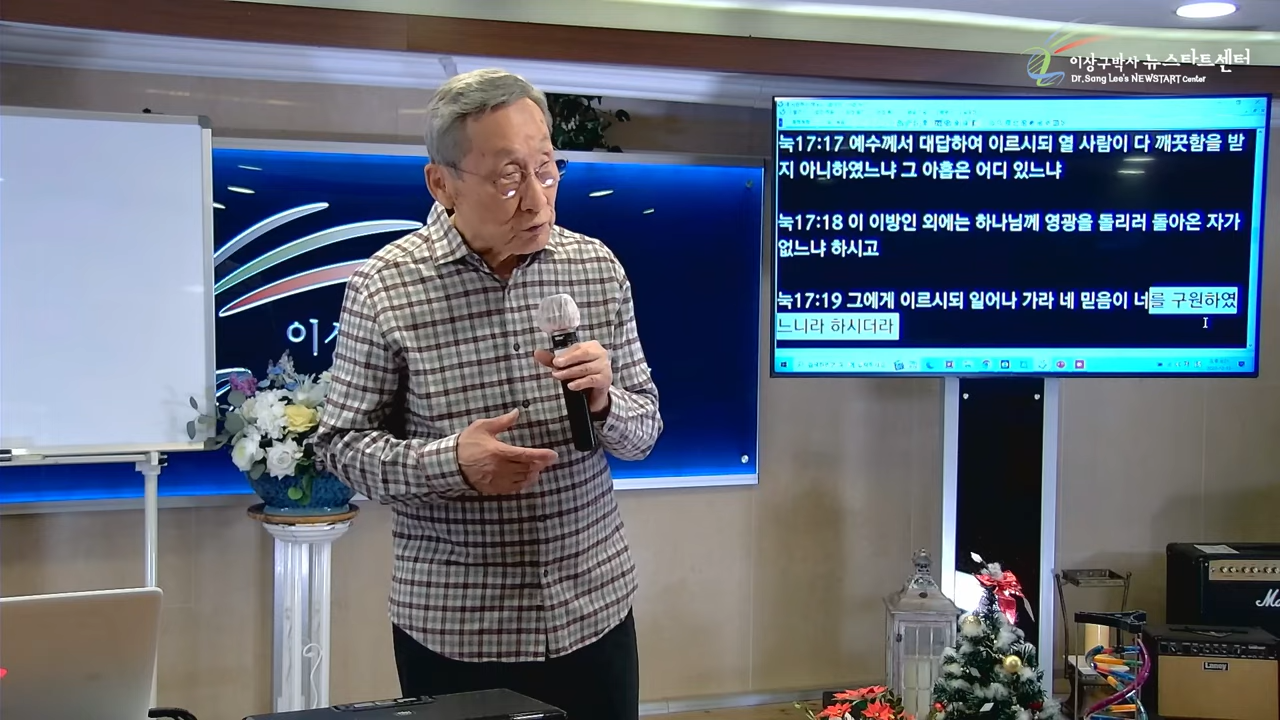 이상구박사 뉴스타트센터
Dr. Sang Lee's NEWSTART Center
눅17:17 예수께서 대답하여 이르시되 열 사람이 다 깨끗함을 받
지 아니하였느냐 그 아홉은 어디 있느냐
눅17:18 이 이방인 외에는 하나님께 영광을 돌리러 돌아온 자가
없느냐 하시고
눅17:19 그에게 이르시되 일어나 가라 네 믿음이 너를 구원하였
느니라 하시더라
이
Laney